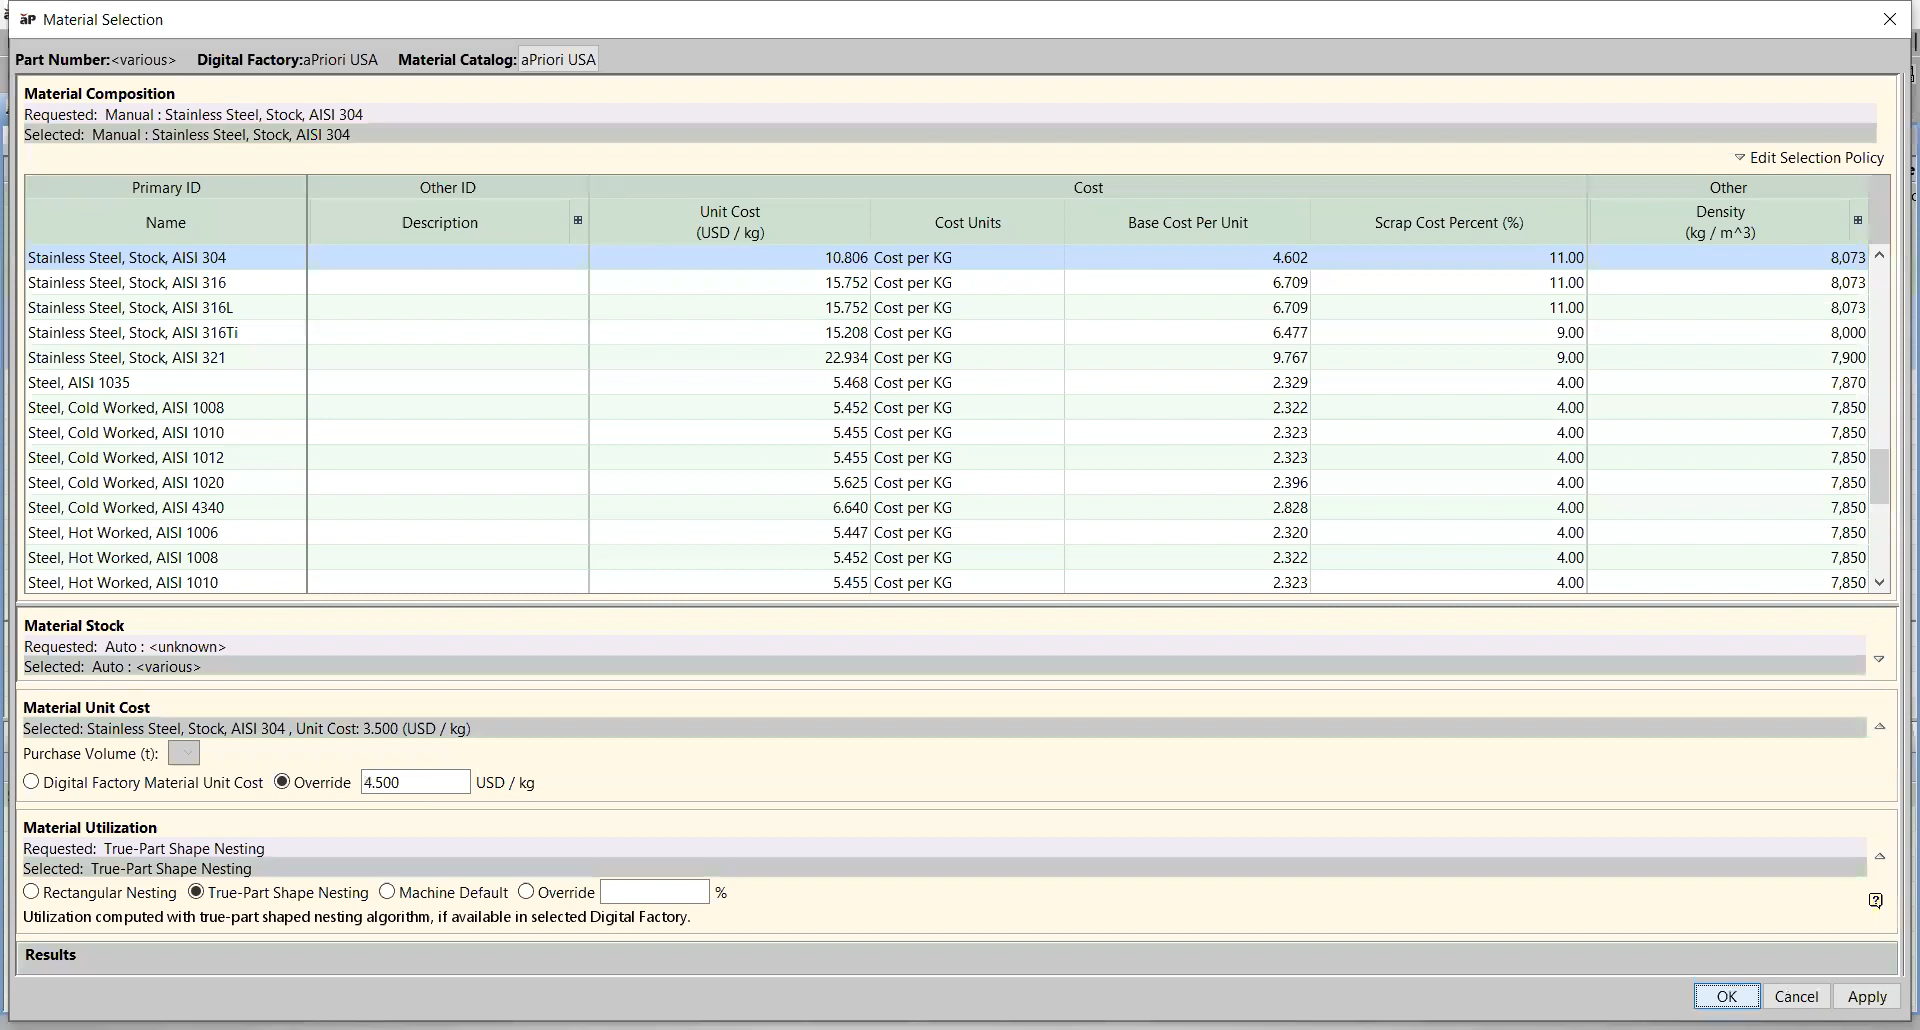 aP Material Selection
Part Number:<various> Digital Factory:aPriori USA Material Catalog: aPriori USA
Material Composition
Requested: Manual : Stainless Steel, Stock, AISI 304
Selected: Manual : Stainless Steel, Stock, AISI 304
Edit Selection Policy
Primary ID Other ID Cost Other
Name Description Unit Cost (USD / kg) Cost Units Base Cost Per Unit Scrap Cost Percent (%) Density (kg / m^3)
Stainless Steel, Stock, AISI 304 10.806 Cost per KG 4.602 11.00 8,073
Stainless Steel, Stock, AISI 316 15.752 Cost per KG 6.709 11.00 8,073
Stainless Steel, Stock, AISI 316L 15.752 Cost per KG 6.709 11.00 8,073
Stainless Steel, Stock, AISI 316Ti 15.208 Cost per KG 6.477 9.00 8,000
Stainless Steel, Stock, AISI 321 22.934 Cost per KG 9.767 9.00 7,900
Steel, AISI 1035 5.468 Cost per KG 2.329 4.00 7,870
Steel, Cold Worked, AISI 1008 5.452 Cost per KG 2.322 4.00 7,850
Steel, Cold Worked, AISI 1010 5.455 Cost per KG 2.323 4.00 7,850
Steel, Cold Worked, AISI 1012 5.455 Cost per KG 2.323 4.00 7,850
Steel, Cold Worked, AISI 1020 5.625 Cost per KG 2.396 4.00 7,850
Steel, Cold Worked, AISI 4340 6.640 Cost per KG 2.828 4.00 7,850
Steel, Hot Worked, AISI 1006 5.447 Cost per KG 2.320 4.00 7,850
Steel, Hot Worked, AISI 1008 5.452 Cost per KG 2.322 4.00 7,850
Steel, Hot Worked, AISI 1010 5.455 Cost per KG 2.323 4.00 7,850
Material Stock
Requested: Auto : <unknown>
Selected: Auto : <various>
Material Unit Cost
Selected: Stainless Steel, Stock, AISI 304 , Unit Cost: 3.500 (USD / kg)
Purchase Volume (t):
Digital Factory Material Unit Cost Override 4.500 USD / kg
Material Utilization
Requested: True-Part Shape Nesting
Selected: True-Part Shape Nesting
Rectangular Nesting True-Part Shape Nesting Machine Default Override %
Utilization computed with true-part shaped nesting algorithm, if available in selected Digital Factory.
Results
OK Cancel Apply